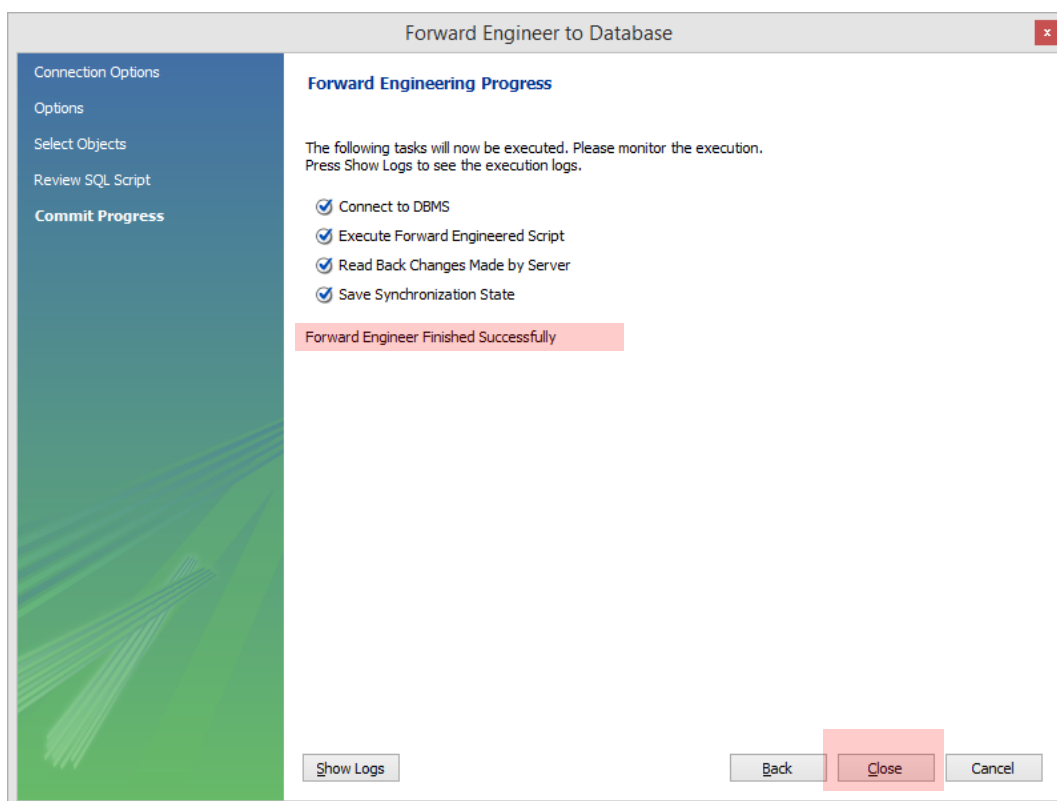 Forward Engineer to Database
x
Connection Options
Options
Select Objects
Review SQL Script
Commit Progress
Forward Engineering Progress
The following tasks will now be executed. Please monitor the execution.
Press Show Logs to see the execution logs.
Connect to DBMS
Execute Forward Engineered Script
Read Back Changes Made by Server
Save Synchronization State
Forward Engineer Finished Successfully
Show Logs
Back
Close
Cancel